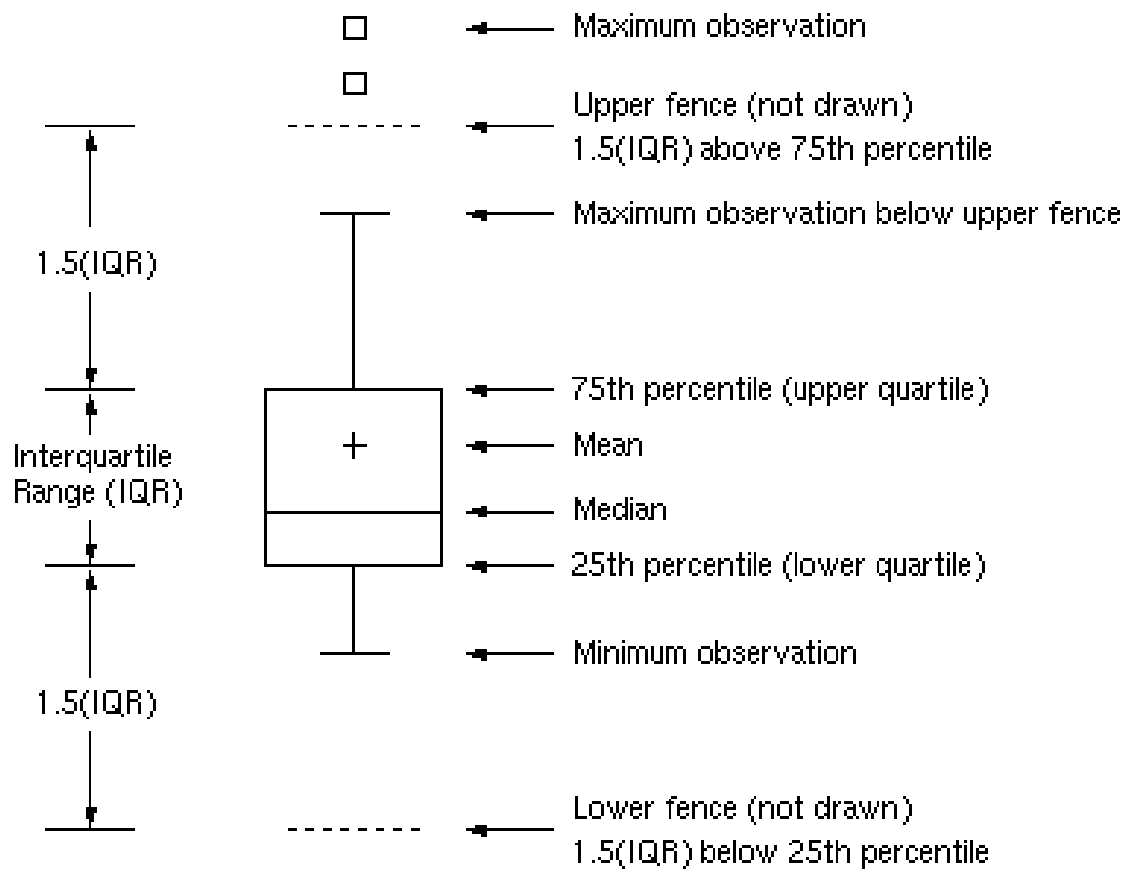 Maximum observation
Upper fence (not drawn)
1.5(IQR) above 75th percentile
Maximum observation below upper fence
1.5(IQR)
75th percentile (upper quartile)
Mean
Interquartile
Range (IQR)
Median
25th percentile (lower quartile)
Minimum observation
1.5(IQR)
Lower fence (not drawn)
1.5(IQR) below 25th percentile